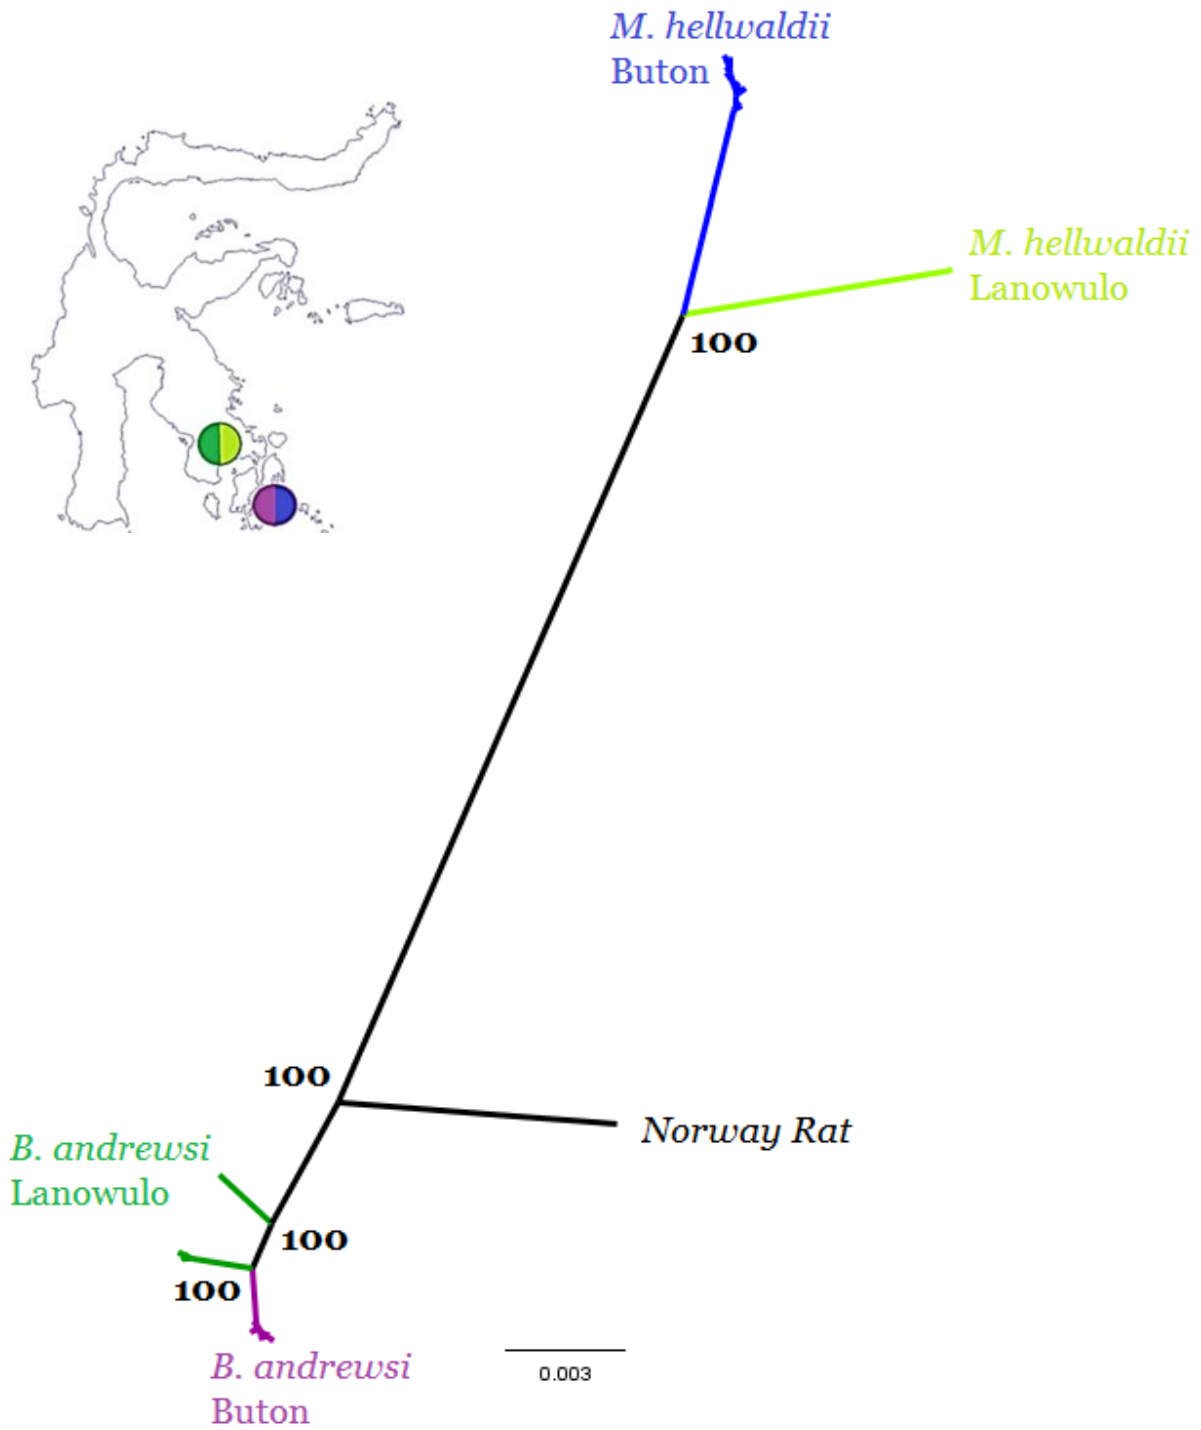 M. hellwaldii
Buton
M. hellwaldii
Lanowulo
100
100
Norway Rat
B. andrewsi
Lanowulo
100
100
B. andrewsi
Buton
0.003